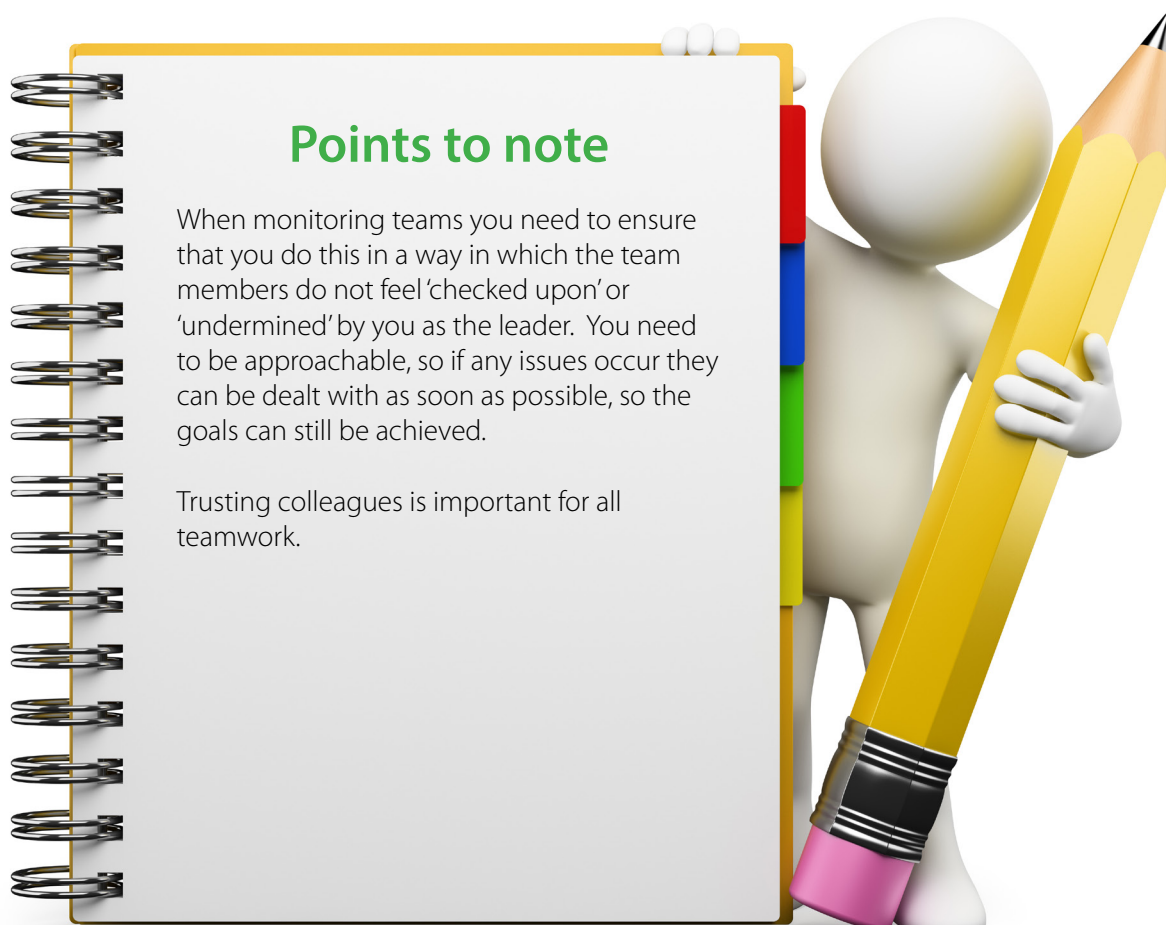 Points to note
When monitoring teams you need to ensure
that you do this in a way in which the team
members do not feel ‘checked upon’ or
‘undermined’ by you as the leader.  You need
to be approachable, so if any issues occur they
can be dealt with as soon as possible, so the
goals can still be achieved.
Trusting colleagues is important for all
teamwork.